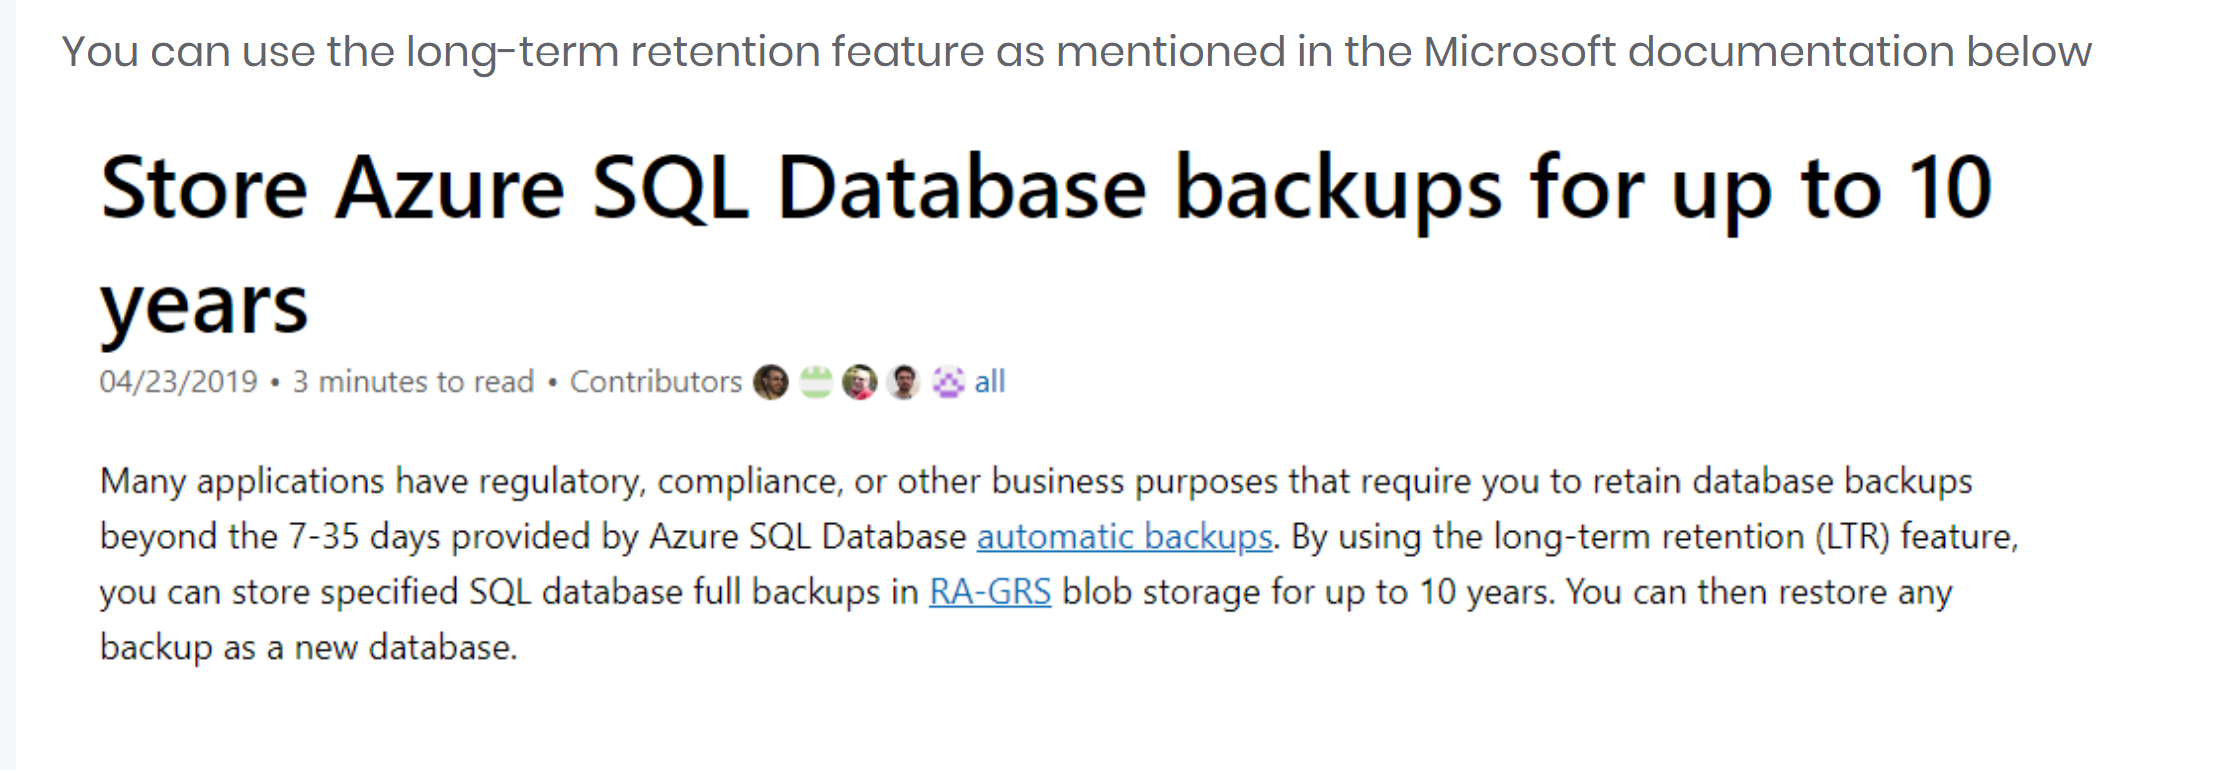 You can use the long-term retention feature as mentioned in the Microsoft documentation below
Store Azure SQL Database backups for up to 10
years
04/23/2019 • 3 minutes to read • Contributors all
Many applications have regulatory, compliance, or other business purposes that require you to retain database backups
beyond the 7-35 days provided by Azure SQL Database automatic backups. By using the long-term retention (LTR) feature,
you can store specified SQL database full backups in RA-GRS blob storage for up to 10 years. You can then restore any
backup as a new database.